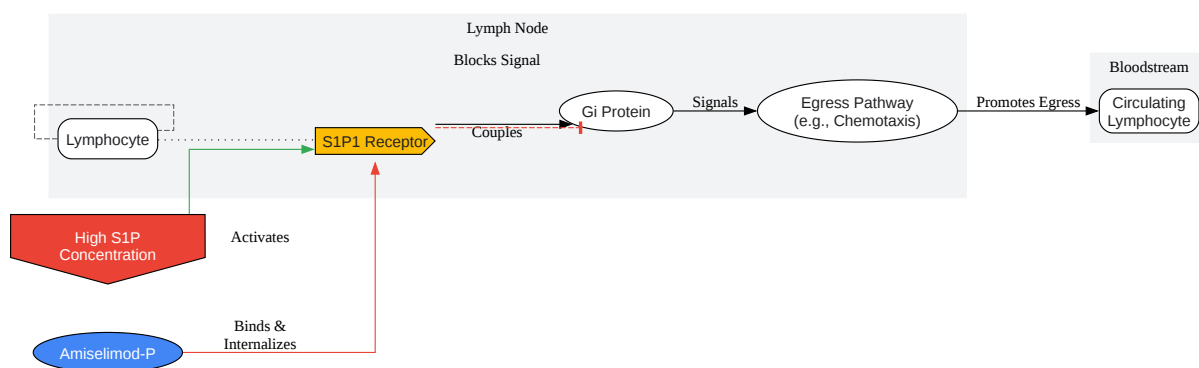 Lymph Node
Blocks Signal
Bloodstream
Lymphocyte
S1P1 Receptor
Couples
Gi Protein
Signals
Egress Pathway
(e.g., Chemotaxis)
Promotes Egress
Circulating
Lymphocyte
High S1P
Concentration
Activates
Amiselimod-P
Binds &
Internalizes